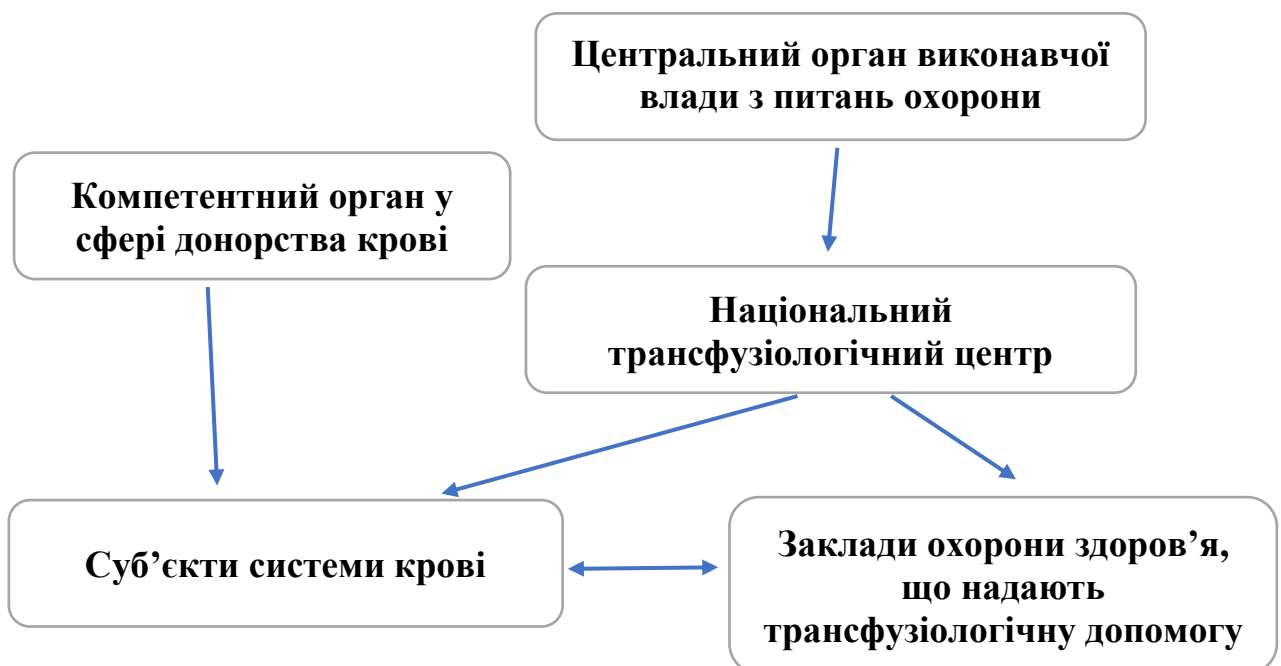 Центральний орган виконавчої
влади з питань охорони
Компетентний орган у
сфері донорства крові
Національний
трансфузіологічний центр
Суб’єкти системи крові
Заклади охорони здоров’я,
що надають
трансфузіологічну допомогу